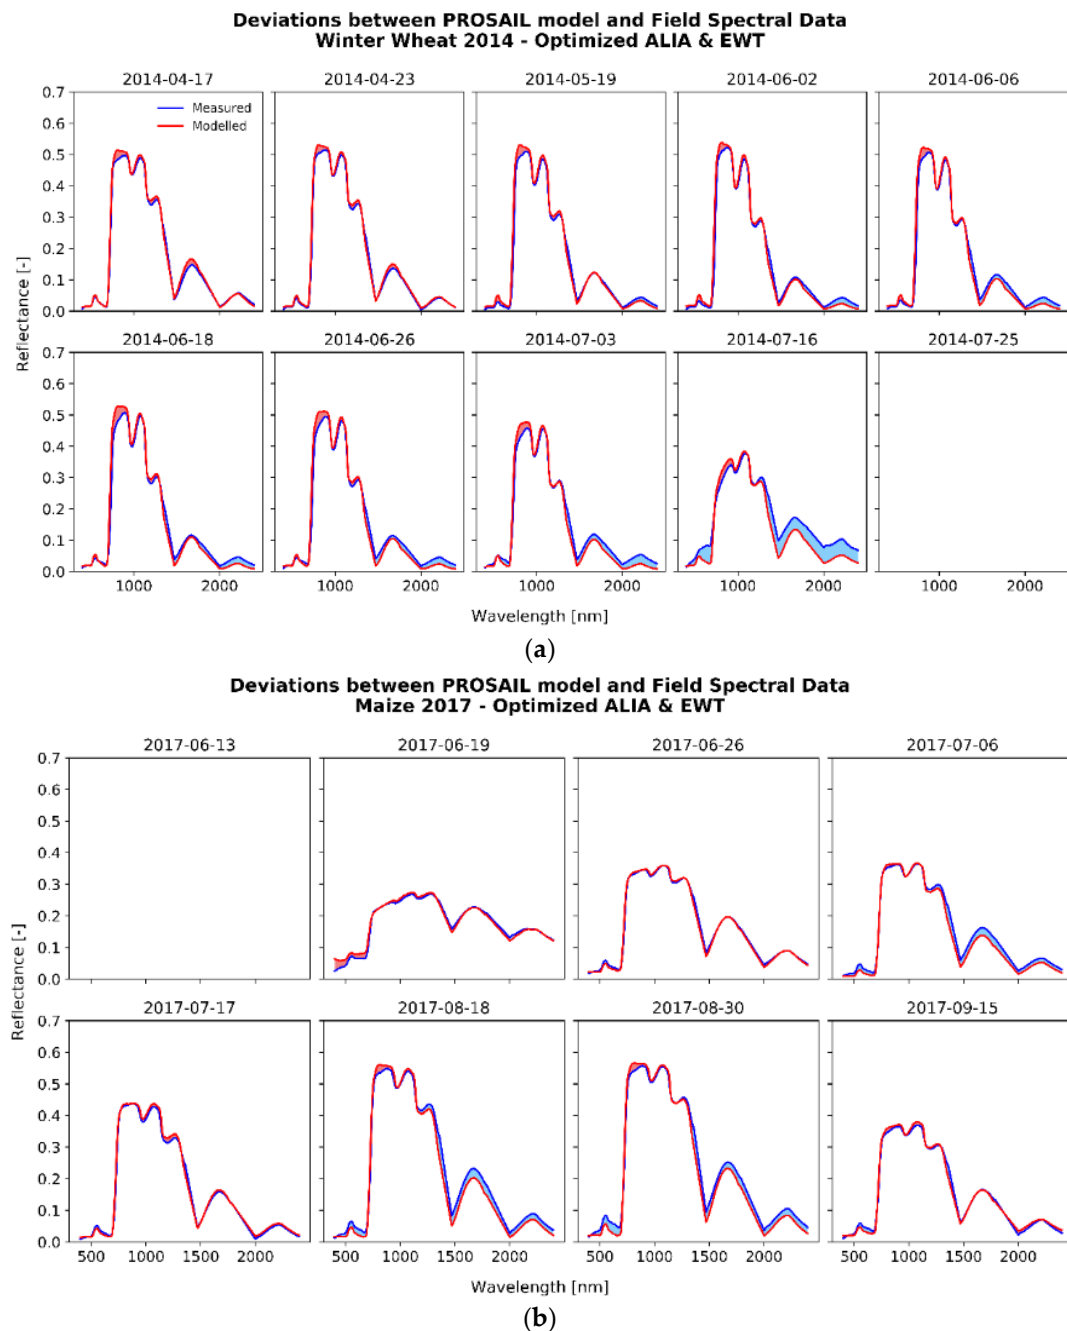 Deviations between PROSAIL model and Field Spectral Data
Winter Wheat 2014 - Optimized ALIA & EWT
2014-04-17 2014-04-23 2014-05-19 2014-06-02 2014-06-06
Measured
Modelled
0.7
0.6
0.5
0.4
0.3
0.2
0.1
0.0
Reflectance [-]
2014-06-18 2014-06-26 2014-07-03 2014-07-16 2014-07-25
0.7
0.6
0.5
0.4
0.3
0.2
0.1
0.0
1000 2000 1000 2000 1000 2000 1000 2000 1000 2000
Wavelength [nm]
(a)
Deviations between PROSAIL model and Field Spectral Data
Maize 2017 - Optimized ALIA & EWT
2017-06-13 2017-06-19 2017-06-26 2017-07-06
0.7
0.6
0.5
0.4
0.3
0.2
0.1
0.0
Reflectance [-]
2017-07-17 2017-08-18 2017-08-30 2017-09-15
0.7
0.6
0.5
0.4
0.3
0.2
0.1
0.0
500 1000 1500 2000 500 1000 1500 2000 500 1000 1500 2000 500 1000 1500 2000
Wavelength [nm]
(b)